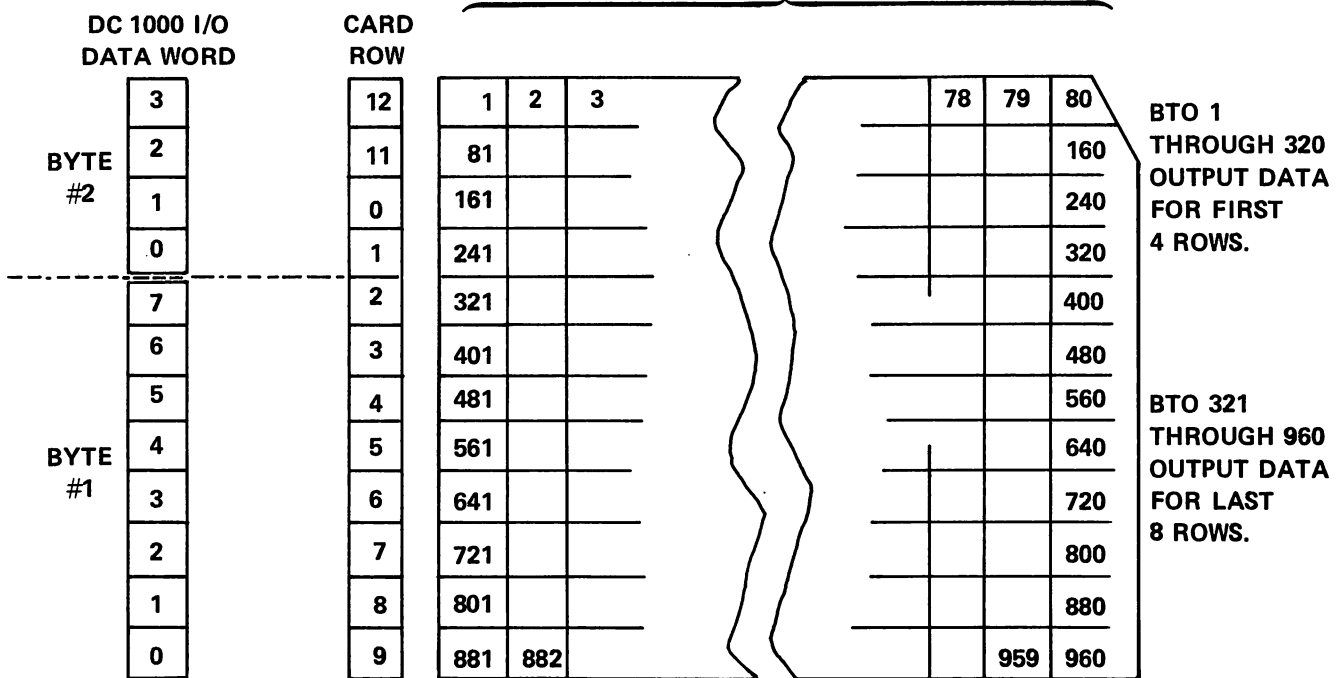 DC 1000 I/O
DATA WORD
CARD
ROW
3 12 1 2 3 78 79 80
BYTE
#2
2 11 81 160
1 0 161 240
0 1 241 320
BTO 1
THROUGH 320
OUTPUT DATA
FOR FIRST
4 ROWS.
7 2 321 400
6 3 401 480
5 4 481 560
BYTE
#1
4 5 561 640
3 6 641 720
2 7 721 800
1 8 801 880
0 9 881 882 959 960
BTO 321
THROUGH 960
OUTPUT DATA
FOR LAST
8 ROWS.